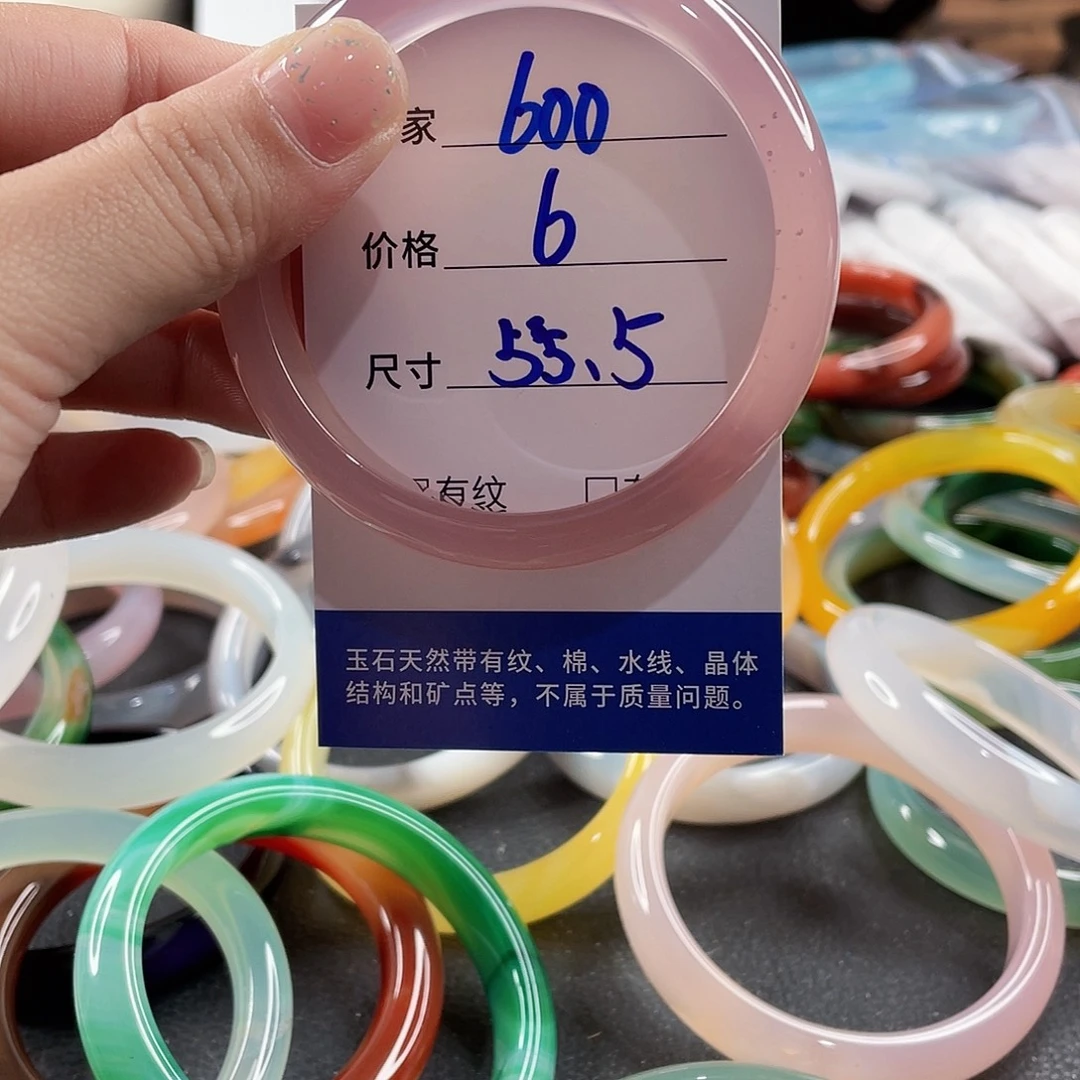 家 600
价格 6
尺寸 55.5
有纹 □
玉石天然带有纹、棉、水线、晶体
结构和矿点等，不属于质量问题。